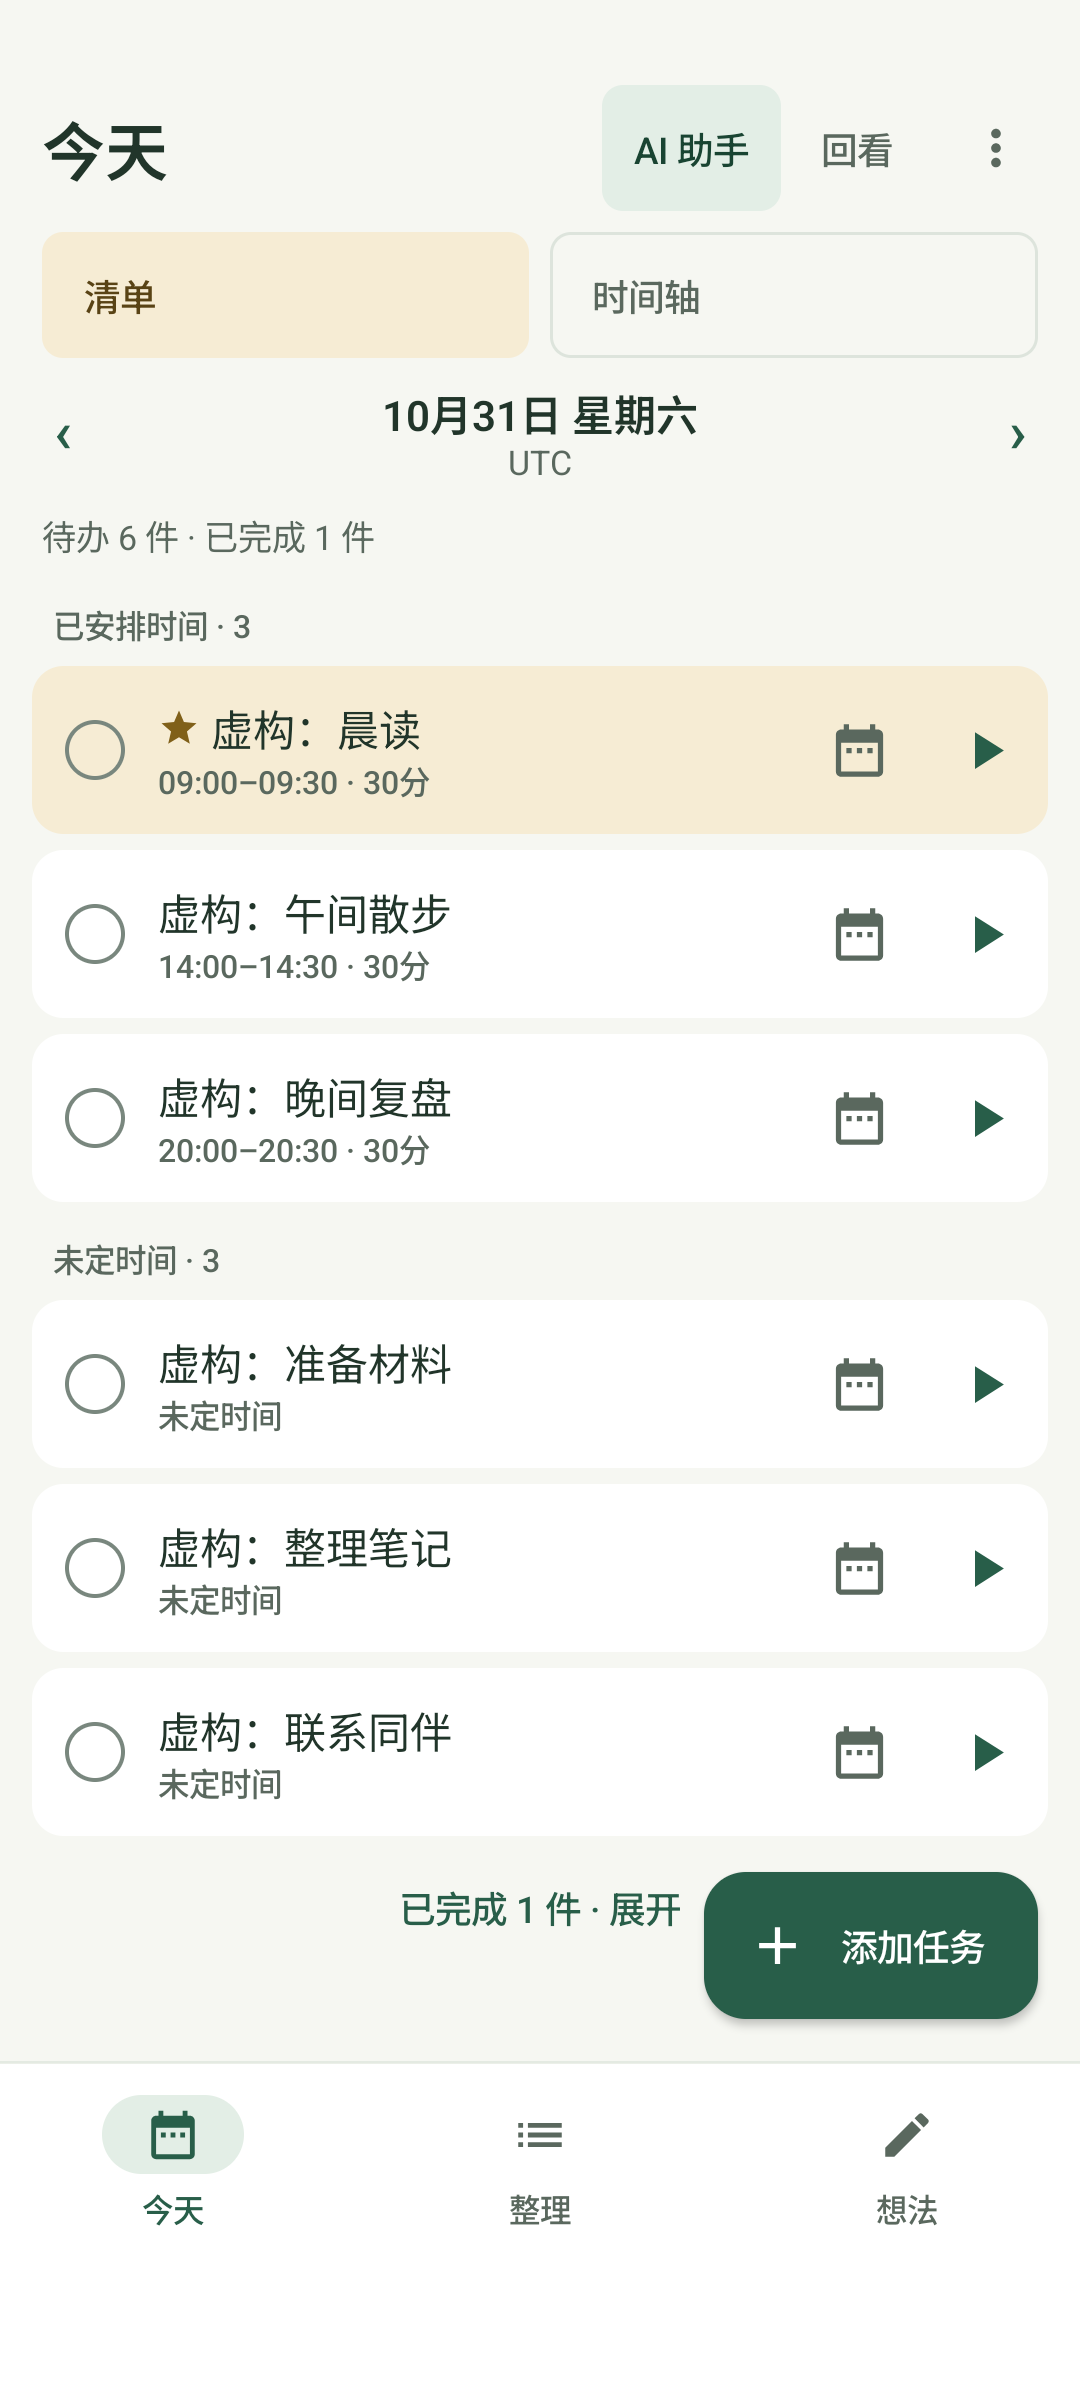 今天
AI 助手
回看
清单
时间轴
‹
10月31日 星期六
›
UTC
待办 6 件 · 已完成 1 件
已安排时间 · 3
虚构：晨读
09:00–09:30 · 30分
虚构：午间散步
14:00–14:30 · 30分
虚构：晚间复盘
20:00–20:30 · 30分
未定时间 · 3
虚构：准备材料
未定时间
虚构：整理笔记
未定时间
虚构：联系同伴
未定时间
已完成 1 件 · 展开
添加任务
今天
整理
想法